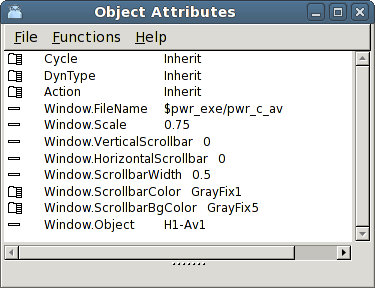 Object Attributes
File Functions Help
Cycle Inherit
DynType Inherit
Action Inherit
Window.FileName $pwr_exe/pwr_c_av
Window.Scale 0.75
Window.VerticalScrollbar 0
Window.HorizontalScrollbar 0
Window.ScrollbarWidth 0.5
Window.ScrollbarColor GrayFix1
Window.ScrollbarBgColor GrayFix5
Window.Object H1-Av1